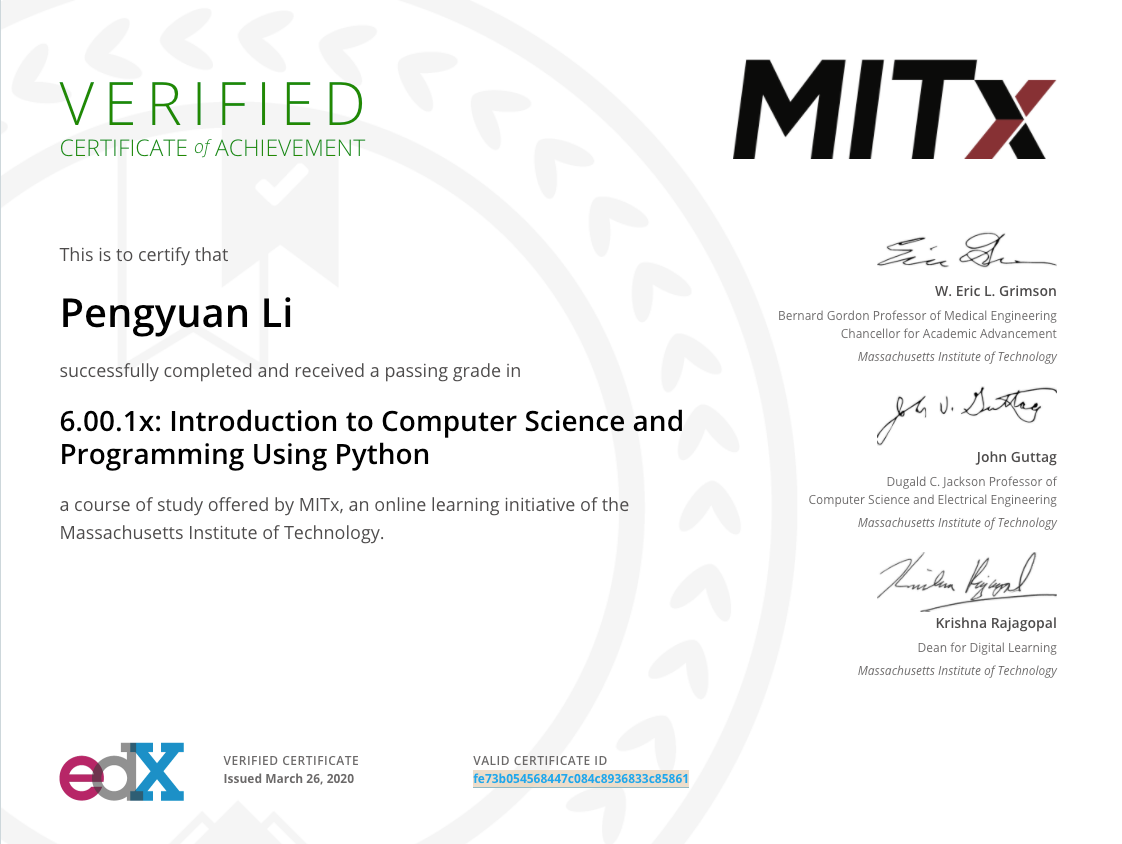 VERIFIED
CERTIFICATE of ACHIEVEMENT
MITx
This is to certify that
Pengyuan Li
successfully completed and received a passing grade in
6.00.1x: Introduction to Computer Science and
Programming Using Python
a course of study offered by MITx, an online learning initiative of the
Massachusetts Institute of Technology.
W. Eric L. Grimson
Bernard Gordon Professor of Medical Engineering
Chancellor for Academic Advancement
Massachusetts Institute of Technology
John V. Guttag
John Guttag
Dugald C. Jackson Professor of
Computer Science and Electrical Engineering
Massachusetts Institute of Technology
Krishna Rajagopal
Krishna Rajagopal
Dean for Digital Learning
Massachusetts Institute of Technology
edX
VERIFIED CERTIFICATE
Issued March 26, 2020
VALID CERTIFICATE ID
fe73b054568447c084c8936833c85861